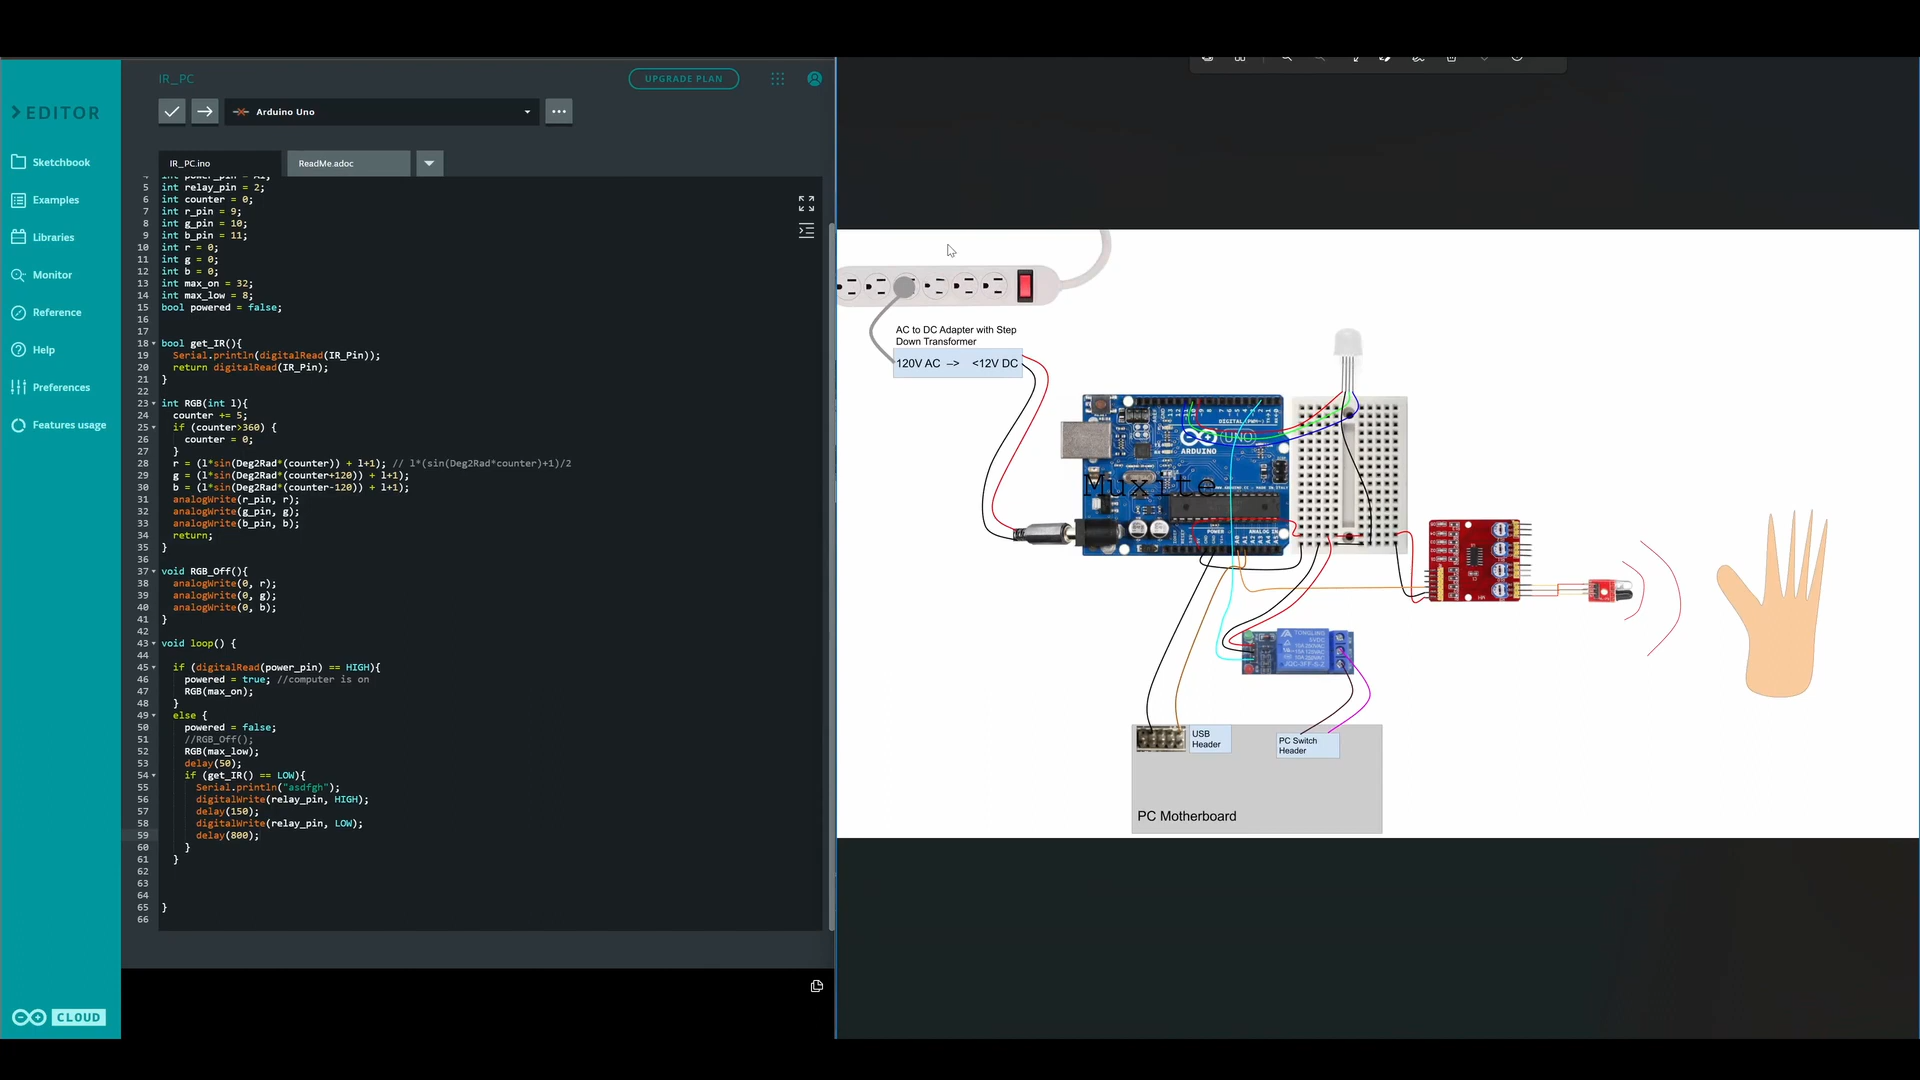 IR_PC
UPGRADE PLAN
EDITOR
Arduino Uno
Sketchbook
Examples
Libraries
Monitor
Reference
Help
Preferences
Features usage
CLOUD
IR_PC.ino
ReadMe.adoc
5 int relay_pin = 2;
6 int counter = 0;
7 int r_pin = 9;
8 int g_pin = 10;
9 int b_pin = 11;
10 int r = 0;
11 int g = 0;
12 int b = 0;
13 int max_on = 32;
14 int max_low = 8;
15 bool powered = false;
16
17
18 bool get_IR(){
19 Serial.println(digitalRead(IR_Pin));
20 return digitalRead(IR_Pin);
21 }
22
23 int RGB(int l){
24 counter += 5;
25 if (counter>360) {
26 counter = 0;
27 }
28 r = (l*sin(Deg2Rad*(counter)) + l+1); // l*(sin(Deg2Rad*counter)+1)/2
29 g = (l*sin(Deg2Rad*(counter+120)) + l+1);
30 b = (l*sin(Deg2Rad*(counter-120)) + l+1);
31 analogWrite(r_pin, r);
32 analogWrite(g_pin, g);
33 analogWrite(b_pin, b);
34 return;
35 }
36
37 void RGB_Off(){
38 analogWrite(0, r);
39 analogWrite(0, g);
40 analogWrite(0, b);
41 }
42
43 void loop() {
44
45 if (digitalRead(power_pin) == HIGH){
46 powered = true; //computer is on
47 RGB(max_on);
48 }
49 else {
50 powered = false;
51 //RGB_Off();
52 RGB(max_low);
53 delay(50);
54 if (get_IR() == LOW){
55 Serial.println("asdfgh");
56 digitalWrite(relay_pin, HIGH);
57 delay(150);
58 digitalWrite(relay_pin, LOW);
59 delay(800);
60 }
61 }
62
63
64
65 }
66
AC to DC Adapter with Step
Down Transformer
120V AC --> <12V DC
UNO
ARDUINO
Muxite
POWER
ANALOG IN
TONGLING
USB
Header
PC Switch
Header
PC Motherboard